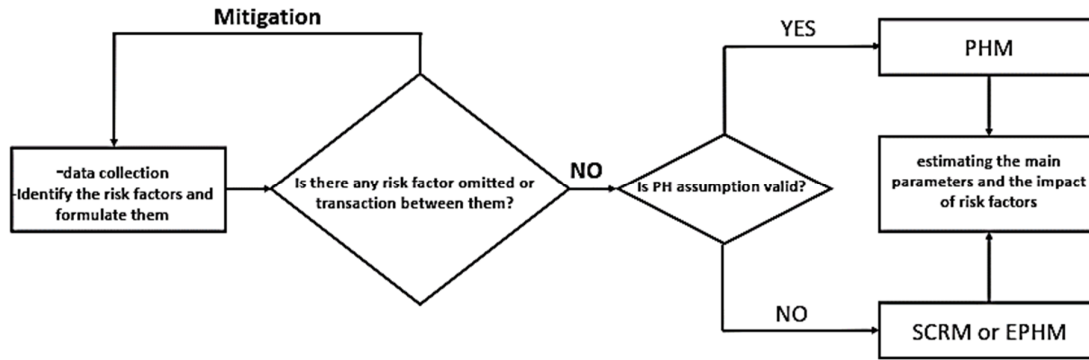 Mitigation
-data collection
-Identify the risk factors and
formulate them
Is there any risk factor omitted or
transaction between them?
NO
Is PH assumption valid?
YES
PHM
estimating the main
parameters and the impact
of risk factors
NO
SCRM or EPHM